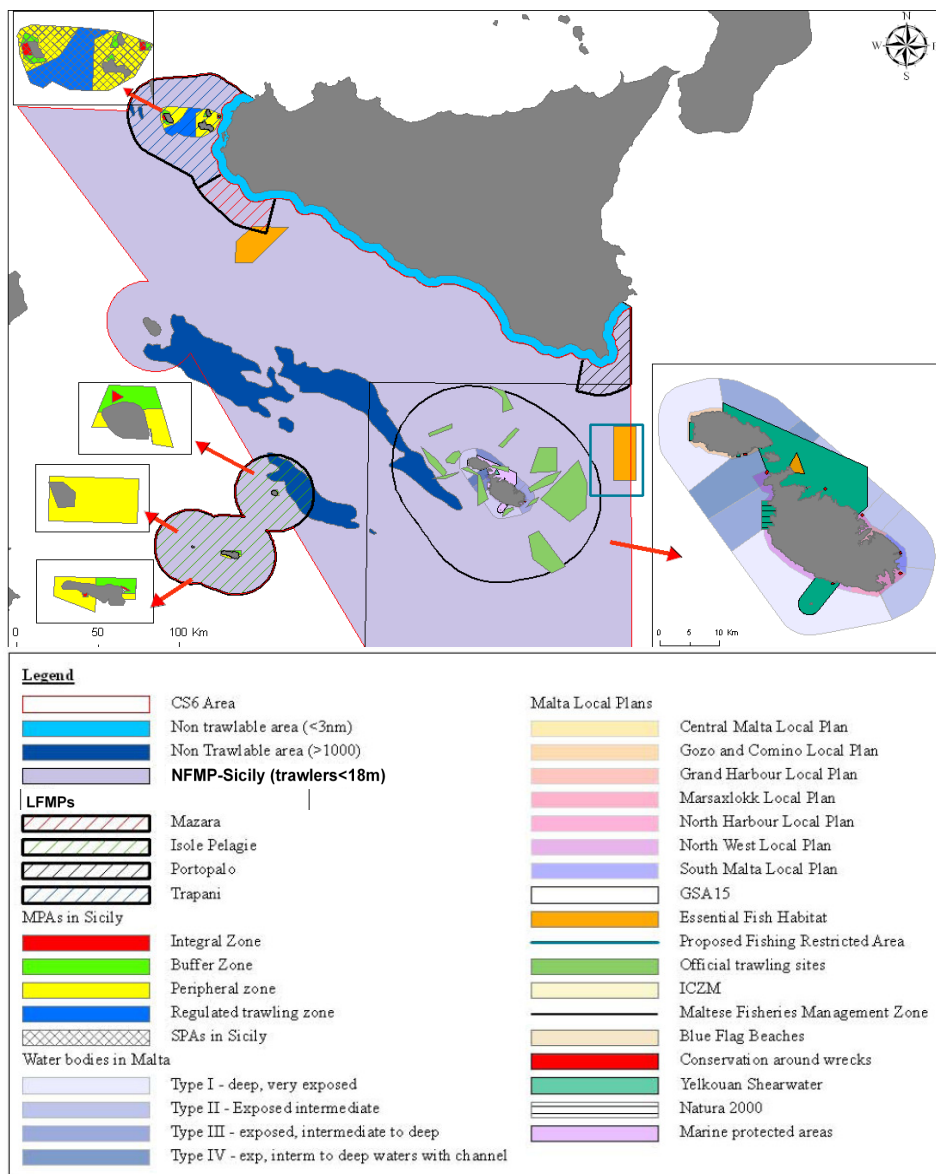 N
W E
S
0 50 100 Km
0 5 10 Km
Legend
CS6 Area
Non trawlable area (<3nm)
Non Trawlable area (>1000)
NFMP-Sicily (trawlers<18m)
LFMPs
Mazara
Isole Pelagie
Portopalo
Trapani
MPAs in Sicily
Integral Zone
Buffer Zone
Peripheral zone
Regulated trawling zone
SPAs in Sicily
Water bodies in Malta
Type I - deep, very exposed
Type II - Exposed intermediate
Type III - exposed, intermediate to deep
Type IV - exp, interm to deep waters with channel
Malta Local Plans
Central Malta Local Plan
Gozo and Comino Local Plan
Grand Harbour Local Plan
Marsaxlokk Local Plan
North Harbour Local Plan
North West Local Plan
South Malta Local Plan
GSA15
Essential Fish Habitat
Proposed Fishing Restricted Area
Official trawling sites
ICZM
Maltese Fisheries Management Zone
Blue Flag Beaches
Conservation around wrecks
Yelkouan Shearwater
Natura 2000
Marine protected areas